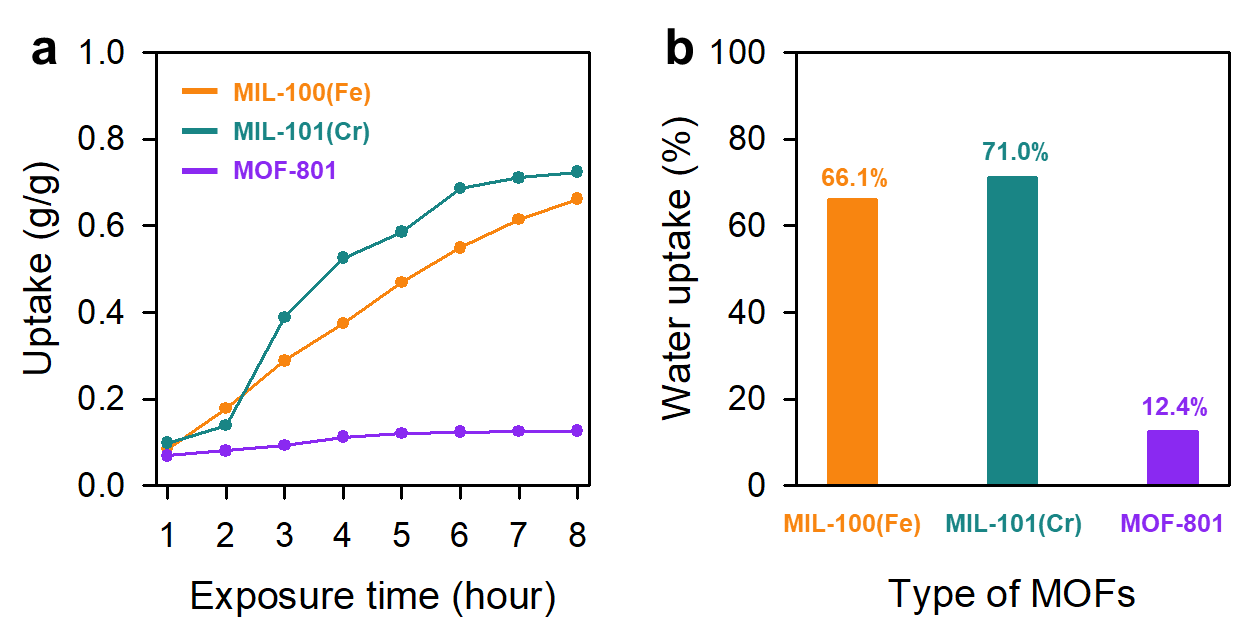 a
Uptake (g/g)
1.0
0.8
0.6
0.4
0.2
0.0
MIL-100(Fe)
MIL-101(Cr)
MOF-801
1 2 3 4 5 6 7 8
Exposure time (hour)
b
Water uptake (%)
100
80
60
40
20
0
66.1%
71.0%
12.4%
MIL-100(Fe) MIL-101(Cr) MOF-801
Type of MOFs